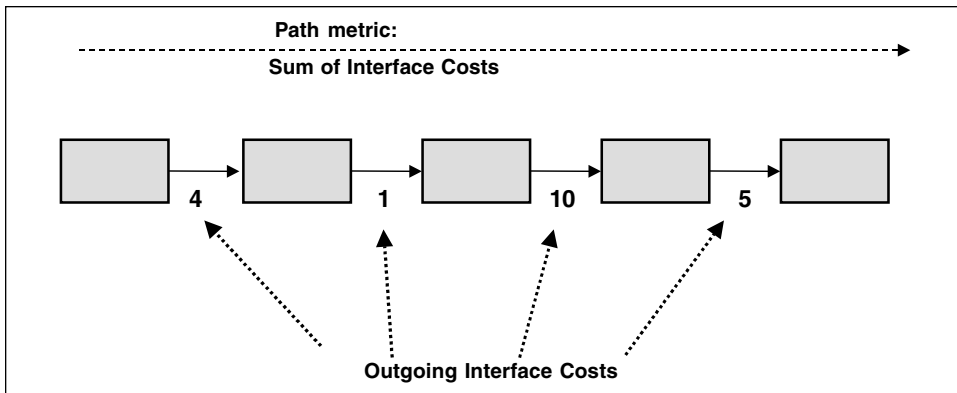 Path metric:
Sum of Interface Costs
4 1 10 5
Outgoing Interface Costs